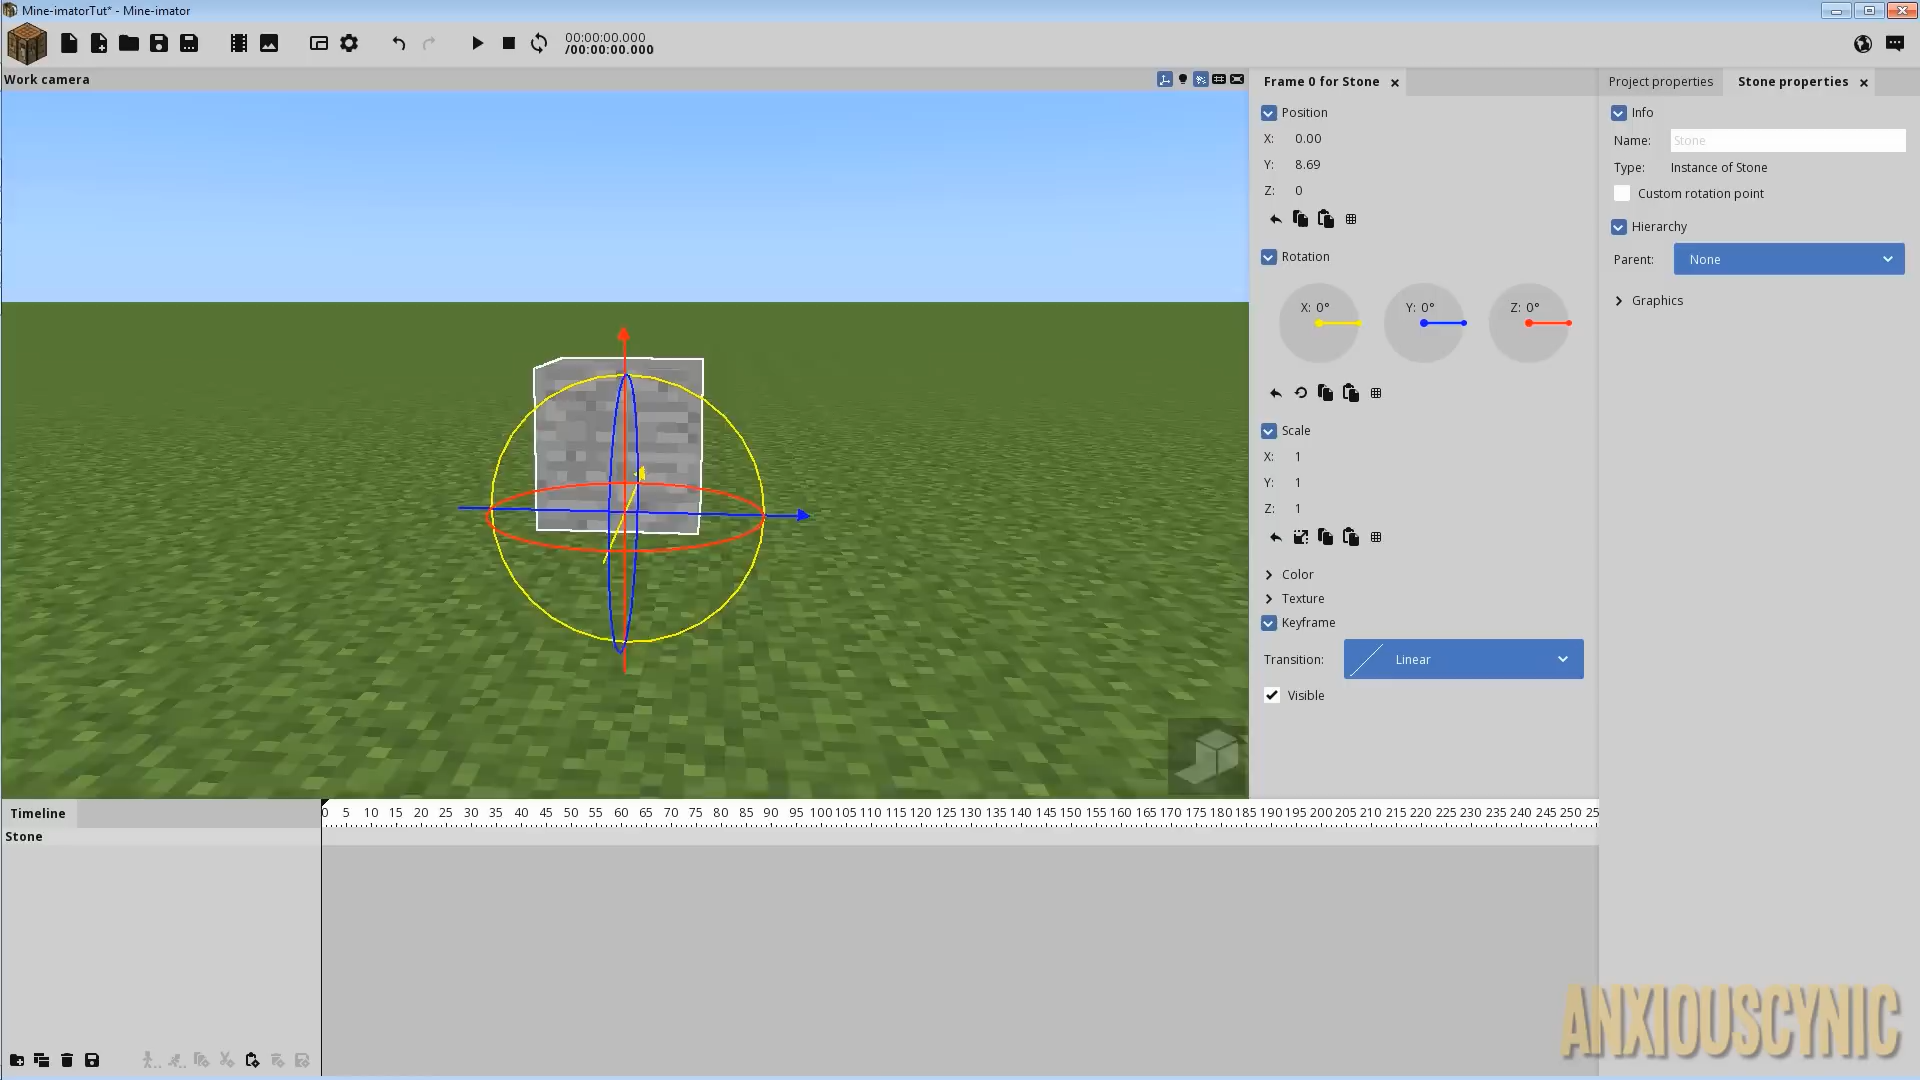 Mine-imatorTut* - Mine-imator
00:00:00.000
/00:00:00.000
Work camera
Frame 0 for Stone
Position
X: 0.00
Y: 8.69
Z: 0
Rotation
X: 0° Y: 0° Z: 0°
Scale
X: 1
Y: 1
Z: 1
Color
Texture
Keyframe
Transition: Linear
Visible
Project properties Stone properties
Info
Name: Stone
Type: Instance of Stone
Custom rotation point
Hierarchy
Parent: None
Graphics
Timeline
0 5 10 15 20 25 30 35 40 45 50 55 60 65 70 75 80 85 90 95 100 105 110 115 120 125 130 135 140 145 150 155 160 165 170 175 180 185 190 195 200 205 210 215 220 225 230 235 240 245 250 25
Stone
ANXIOUSCYNIC